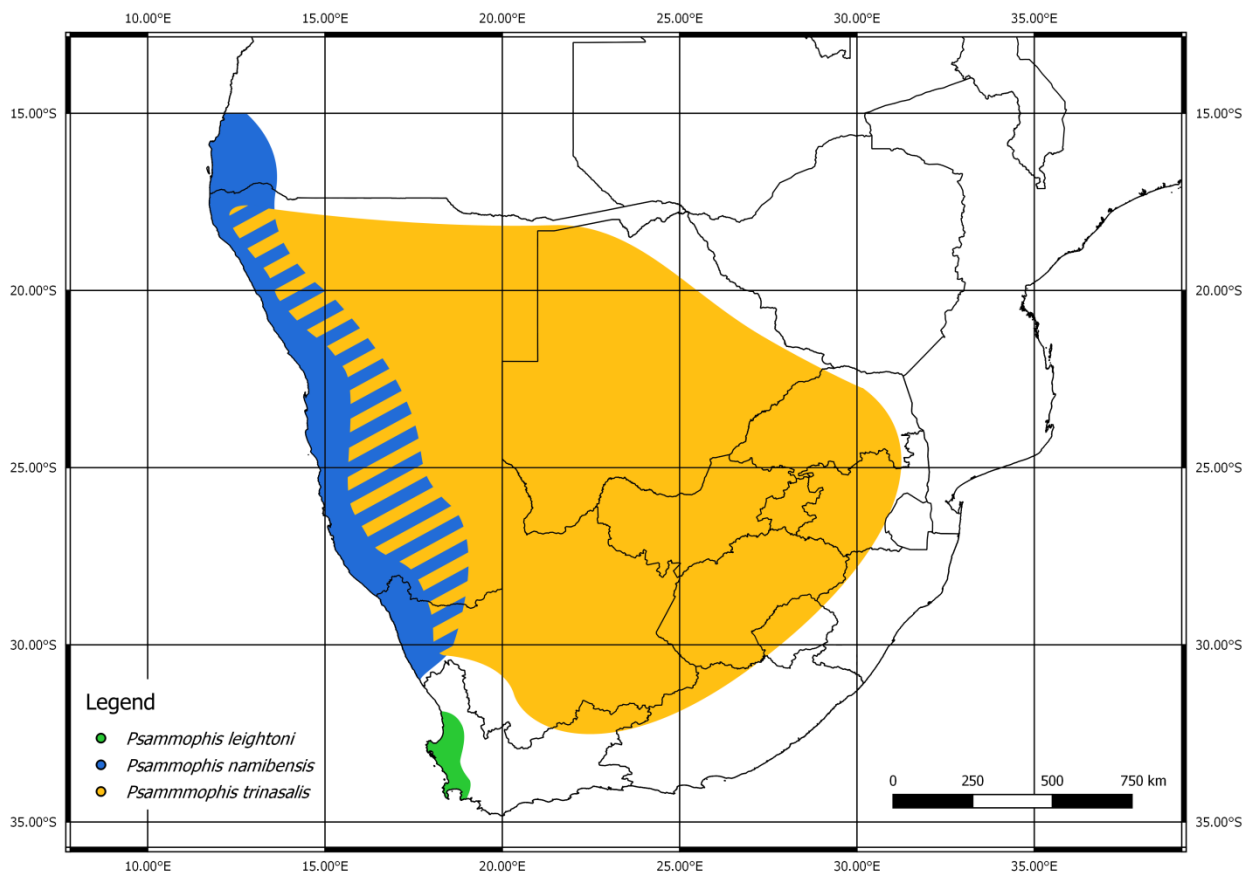 10.00°E 15.00°E 20.00°E 25.00°E 30.00°E 35.00°E
15.00°S 15.00°S
20.00°S 20.00°S
25.00°S 25.00°S
30.00°S 30.00°S
Legend
Psammophis leightoni
Psammophis namibensis
Psammmophis trinasalis
0 250 500 750 km
35.00°S 35.00°S
10.00°E 15.00°E 20.00°E 25.00°E 30.00°E 35.00°E